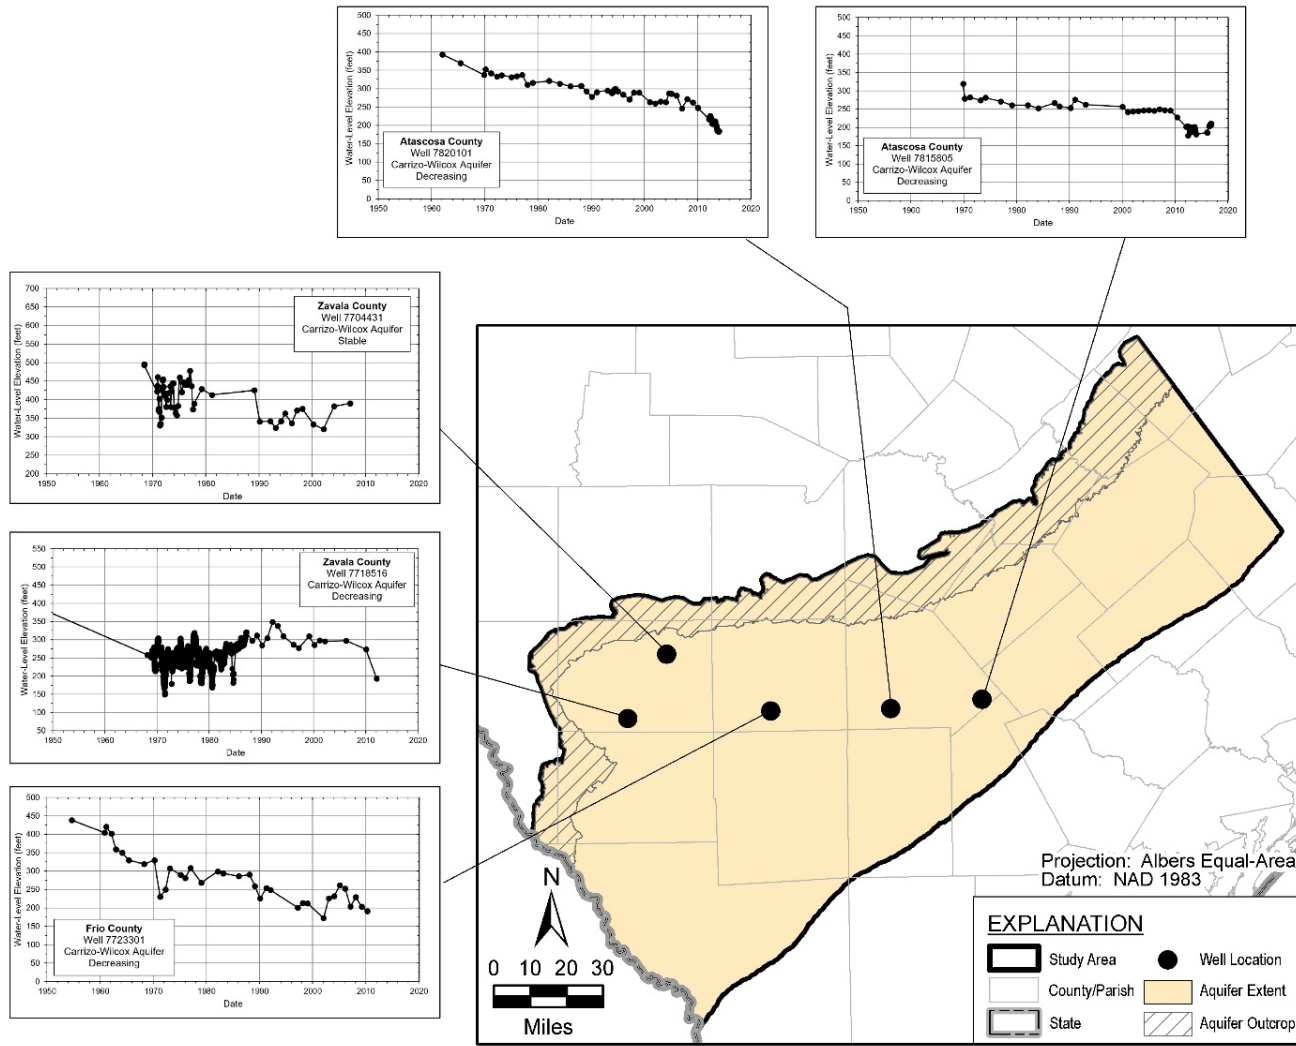 500
450
400
350
300
250
200
150
100
50
0
Water-Level Elevation (feet)
Atascosa County
Well 7820101
Carrizo-Wilcox Aquifer
Decreasing
1950 1960 1970 1980 1990 2000 2010 2020
Date
500
450
400
350
300
250
200
150
100
50
0
Water-Level Elevation (feet)
Atascosa County
Well 7815805
Carrizo-Wilcox Aquifer
Decreasing
1950 1960 1970 1980 1990 2000 2010 2020
Date
700
650
600
550
500
450
400
350
300
250
200
Water-Level Elevation (feet)
Zavala County
Well 7704431
Carrizo-Wilcox Aquifer
Stable
1950 1960 1970 1980 1990 2000 2010 2020
Date
550
500
450
400
350
300
250
200
150
100
50
Water-Level Elevation (feet)
Zavala County
Well 7718516
Carrizo-Wilcox Aquifer
Decreasing
1950 1960 1970 1980 1990 2000 2010 2020
Date
500
450
400
350
300
250
200
150
100
50
0
Water-Level Elevation (feet)
Frio County
Well 7723301
Carrizo-Wilcox Aquifer
Decreasing
1950 1960 1970 1980 1990 2000 2010 2020
Date
N
0 10 20 30
Miles
Projection: Albers Equal-Area
Datum: NAD 1983
EXPLANATION
Study Area
Well Location
County/Parish
Aquifer Extent
State
Aquifer Outcrop